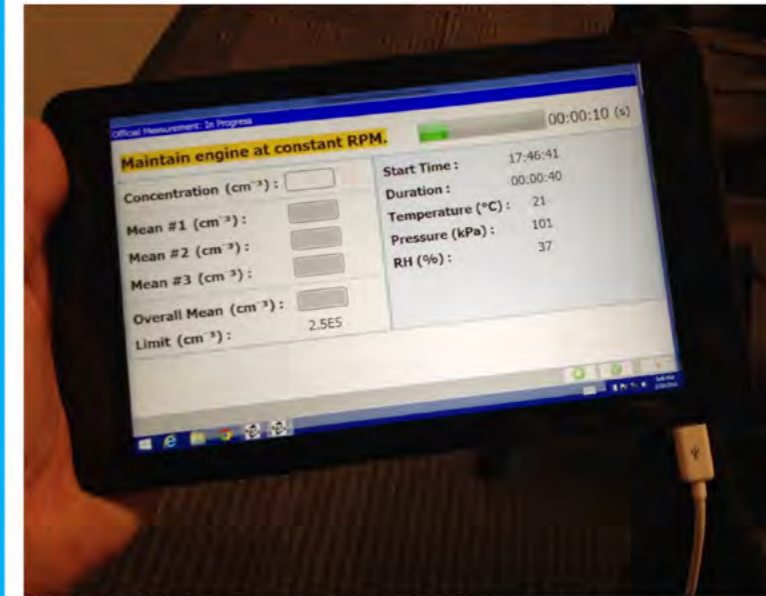 Official Measurement: In Progress
Maintain engine at constant RPM.
00:00:10 (s)
Concentration (cm⁻³) :
Mean #1 (cm⁻³) :
Mean #2 (cm⁻³) :
Mean #3 (cm⁻³) :
Overall Mean (cm⁻³) :
Limit (cm⁻³) : 2.5E5
Start Time : 17:46:41
Duration : 00:00:40
Temperature (°C) : 21
Pressure (kPa) : 101
RH (%) : 37